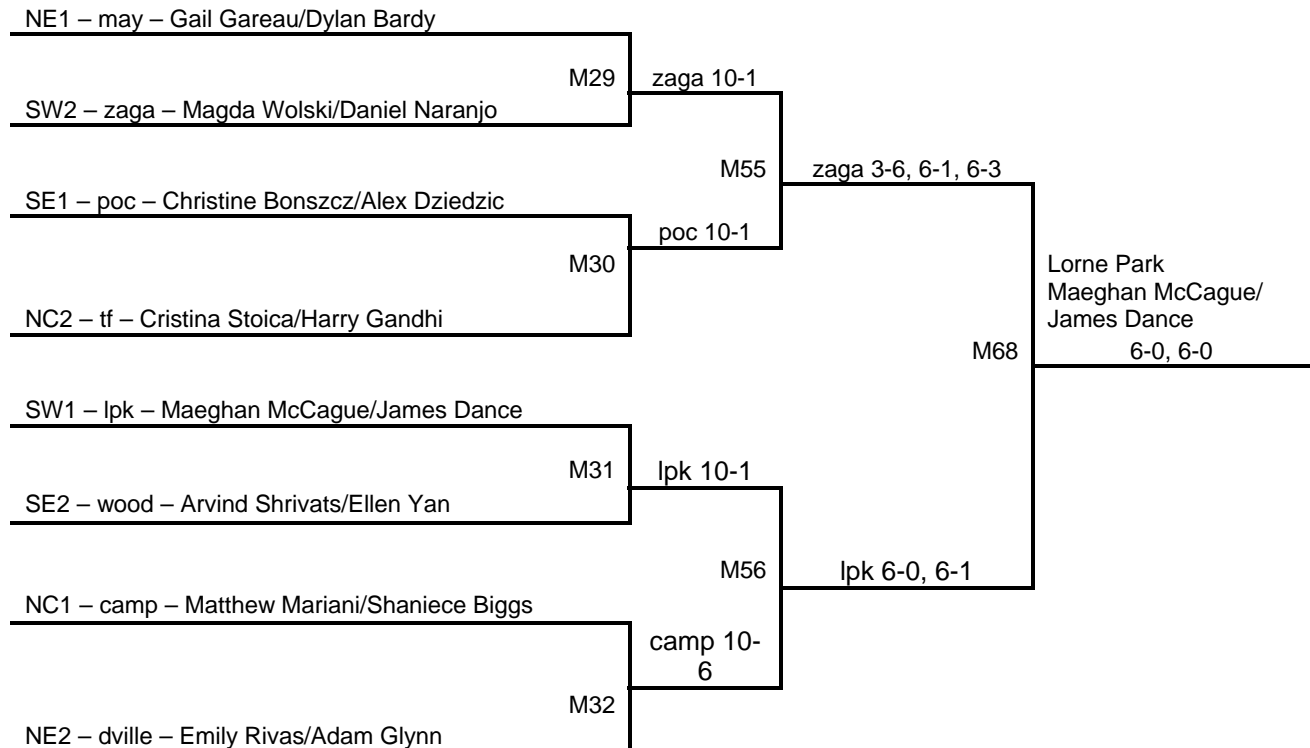 NE1 – may – Gail Gareau/Dylan Bardy
M29
zaga 10-1
SW2 – zaga – Magda Wolski/Daniel Naranjo
M55
zaga 3-6, 6-1, 6-3
SE1 – poc – Christine Bonszcz/Alex Dziedzic
poc 10-1
M30
NC2 – tf – Cristina Stoica/Harry Gandhi
Lorne Park
Maeghan McCague/
James Dance
6-0, 6-0
M68
SW1 – lpk – Maeghan McCague/James Dance
M31
lpk 10-1
SE2 – wood – Arvind Shrivats/Ellen Yan
M56
lpk 6-0, 6-1
NC1 – camp – Matthew Mariani/Shaniece Biggs
camp 10-
6
M32
NE2 – dville – Emily Rivas/Adam Glynn